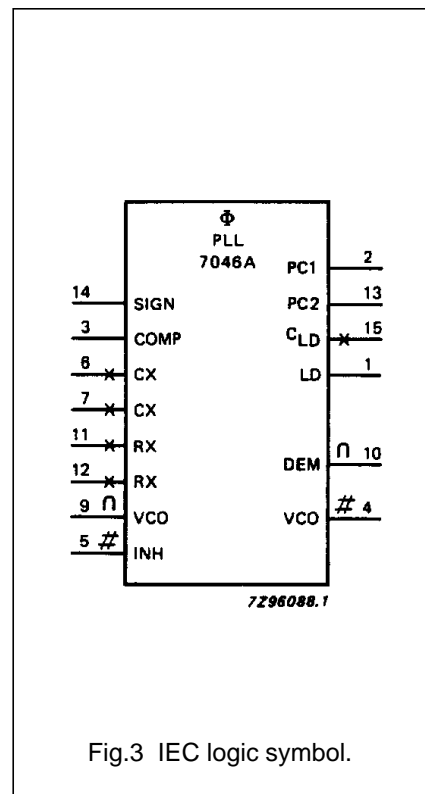 Φ
PLL
7046A
PC1 2
14 SIGN
PC2 13
3 COMP
CLD × 15
6 × CX
LD 1
7 × CX
11 × RX
DEM ∩ 10
12 × RX
9 ∩ VCO
VCO # 4
5 # INH
7Z96088.1
Fig.3 IEC logic symbol.